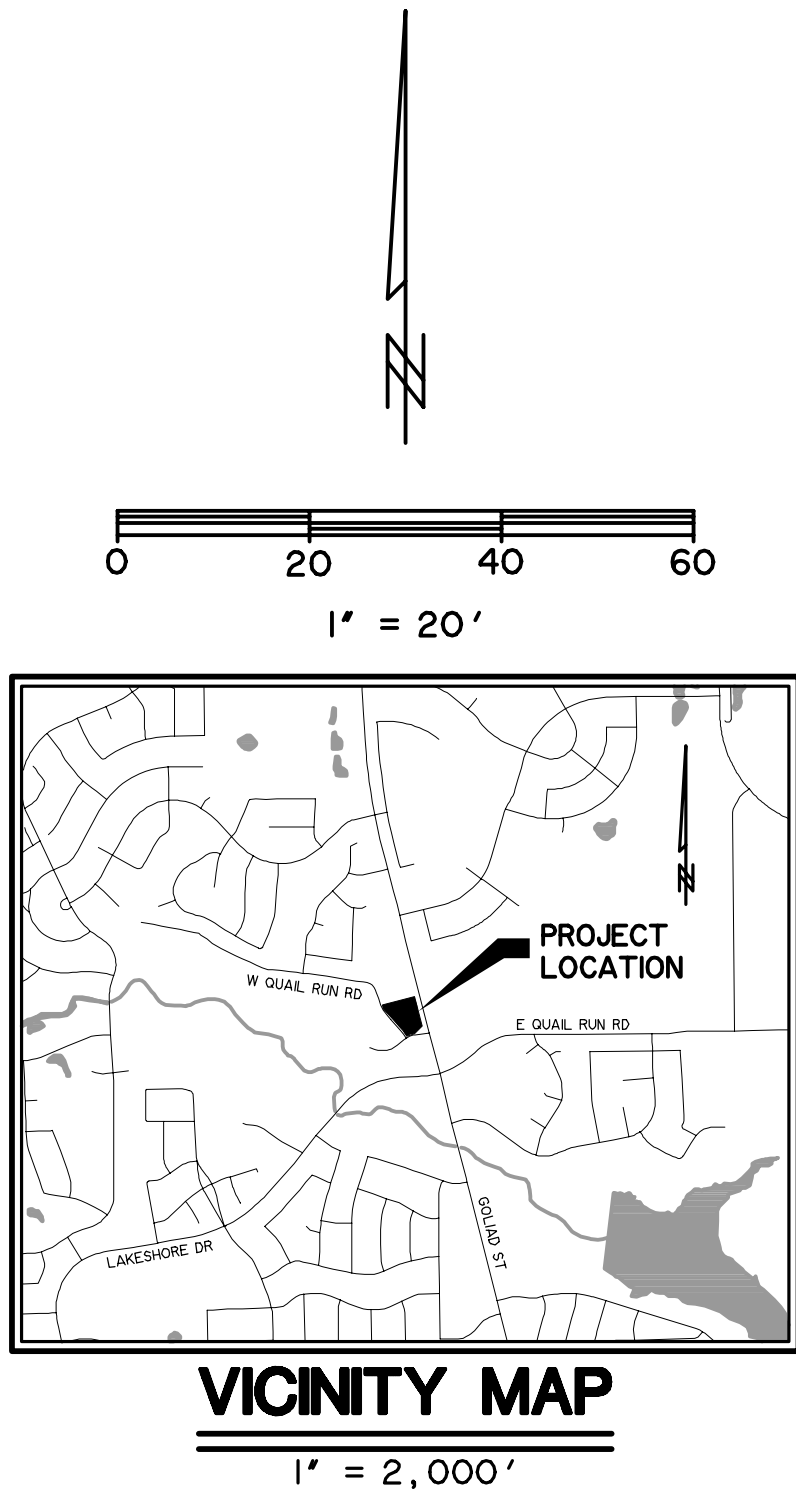 N
0 20 40 60
1" = 20'
N
PROJECT
LOCATION
W QUAIL RUN RD
E QUAIL RUN RD
GOLIAD ST
LAKESHORE DR
VICINITY MAP
1" = 2,000'